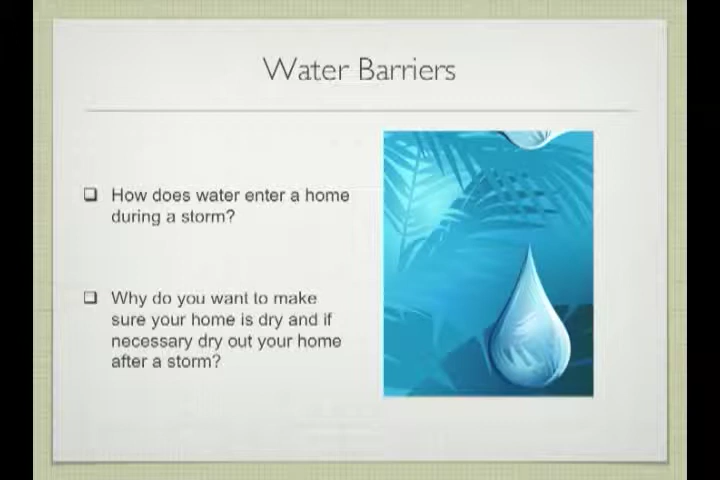 Water Barriers
How does water enter a home
during a storm?
Why do you want to make
sure your home is dry and if
necessary dry out your home
after a storm?